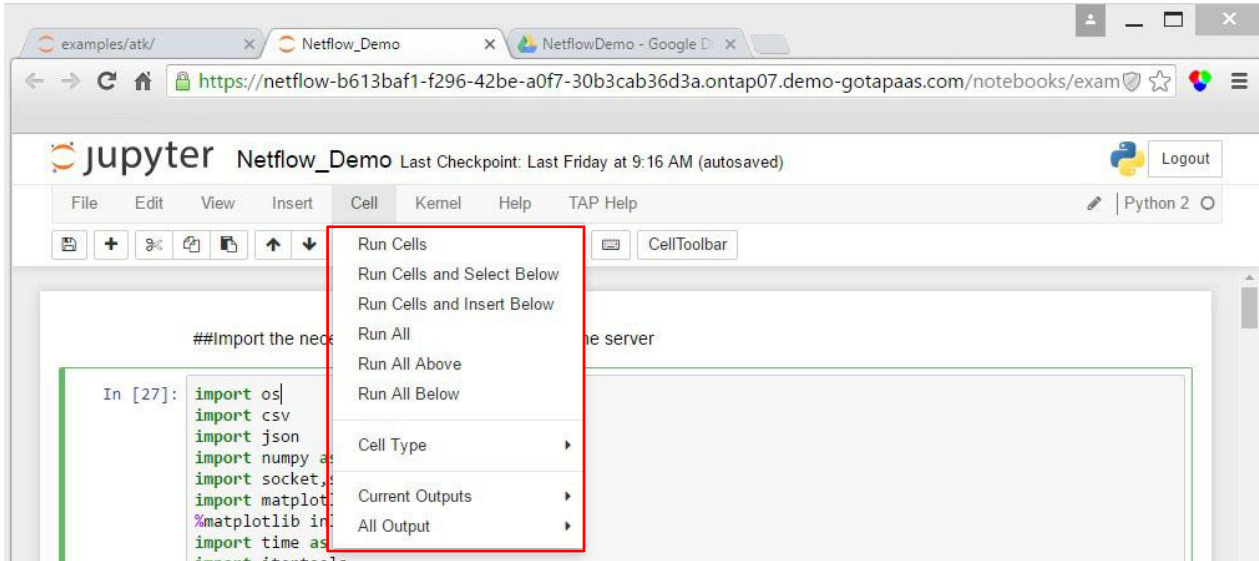 examples/atk/ Netflow_Demo NetflowDemo - Google D
https://netflow-b613baf1-f296-42be-a0f7-30b3cab36d3a.ontap07.demo-gotapaas.com/notebooks/exam
jupyter Netflow_Demo Last Checkpoint: Last Friday at 9:16 AM (autosaved) Logout
File Edit View Insert Cell Kernel Help TAP Help Python 2
CellToolbar
Run Cells
Run Cells and Select Below
Run Cells and Insert Below
Run All
Run All Above
Run All Below
Cell Type
Current Outputs
All Output
##Import the nece he server
In [27]: import os
import csv
import json
import numpy as
import socket,s
import matplotl
%matplotlib in
import time as